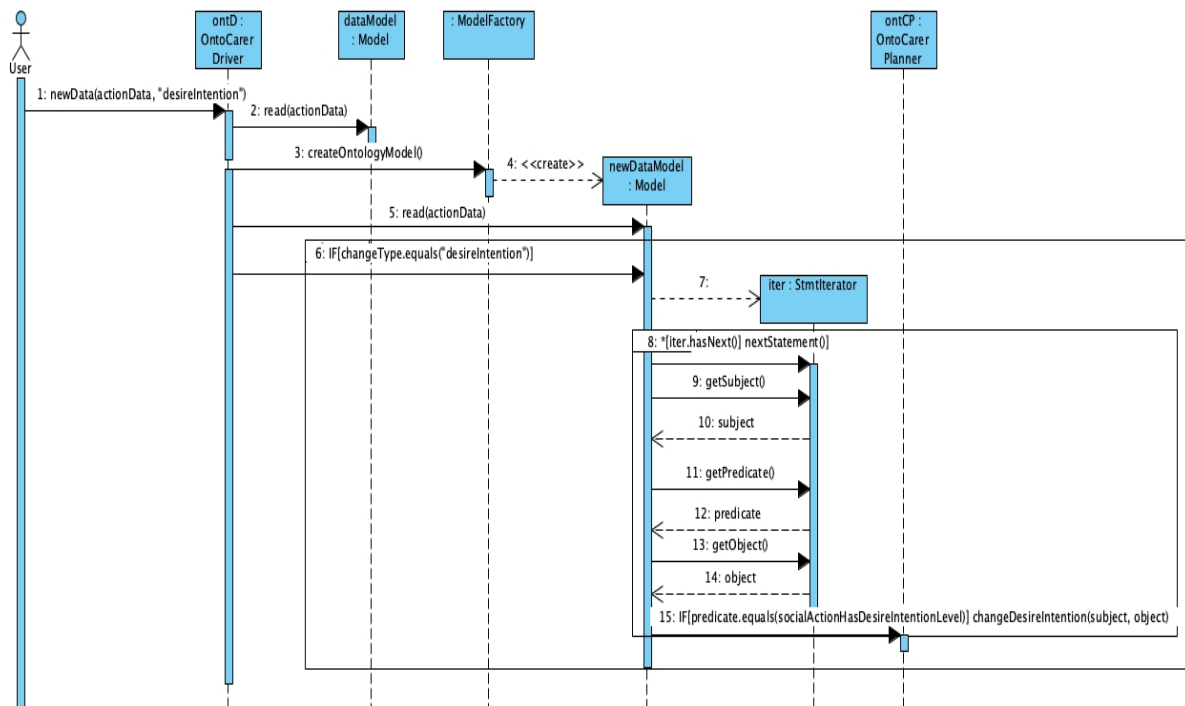 ontD :
OntoCarer
Driver
dataModel
: Model
: ModelFactory
ontCP :
OntoCarer
Planner
User
1: newData(actionData, "desireIntention")
2: read(actionData)
3: createOntologyModel()
4: <<create>>
newDataModel
: Model
5: read(actionData)
6: IF[changeType.equals("desireIntention")]
7:
iter : StmtIterator
8: *[iter.hasNext()] nextStatement()]
9: getSubject()
10: subject
11: getPredicate()
12: predicate
13: getObject()
14: object
15: IF[predicate.equals(socialActionHasDesireIntentionLevel)] changeDesireIntention(subject, object)